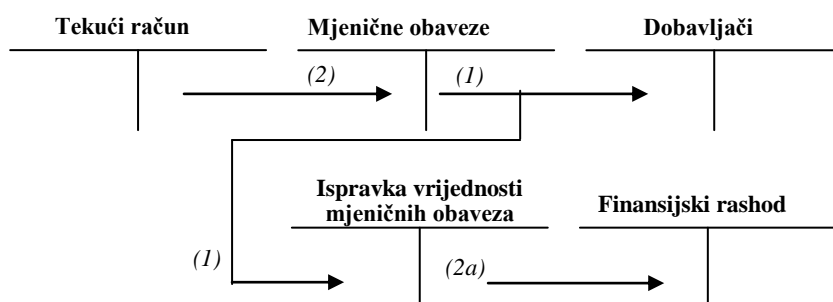 Tekući račun
Mjenične obaveze
Dobavljači
(2)
(1)
Ispravka vrijednosti
mjeničnih obaveza
Finansijski rashod
(1)
(2a)